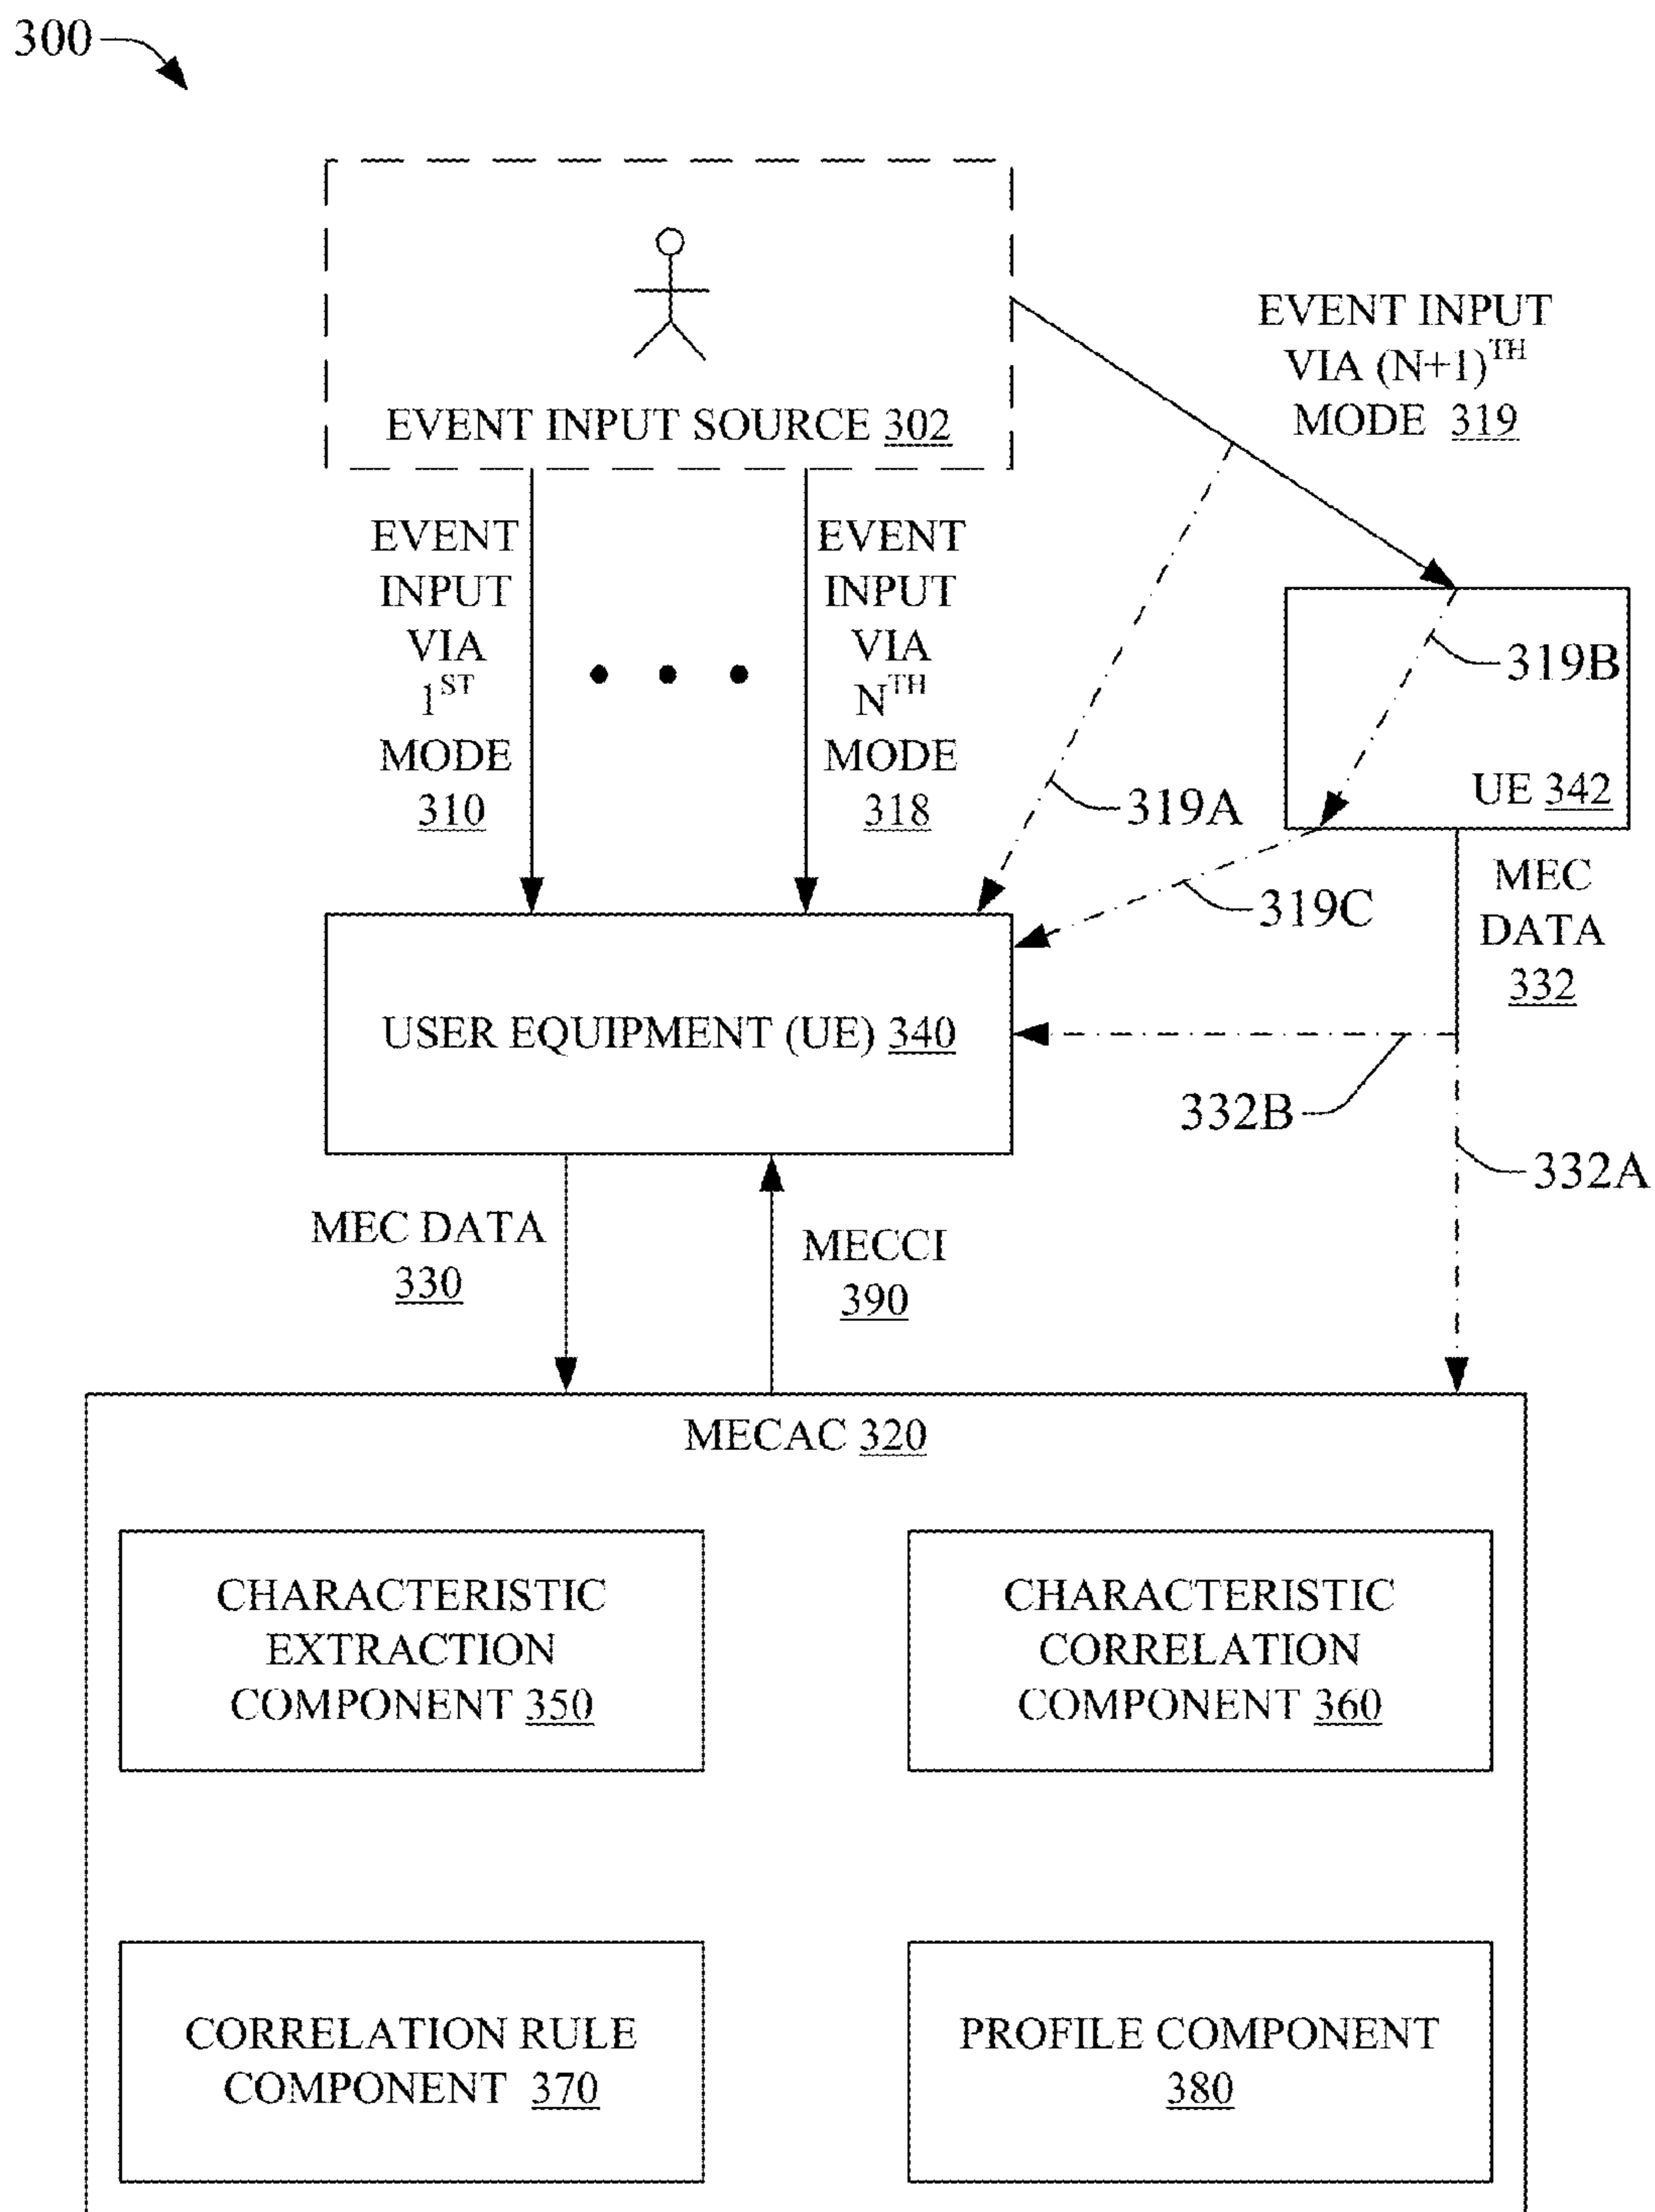 300
EVENT INPUT SOURCE 302
EVENT INPUT
VIA (N+1)TH
MODE 319
EVENT
INPUT
VIA
1ST
MODE
310
EVENT
INPUT
VIA
NTH
MODE
318
319A
319B
UE 342
319C
MEC
DATA
332
USER EQUIPMENT (UE) 340
332B
332A
MEC DATA
330
MECCI
390
MECAC 320
CHARACTERISTIC
EXTRACTION
COMPONENT 350
CHARACTERISTIC
CORRELATION
COMPONENT 360
CORRELATION RULE
COMPONENT 370
PROFILE COMPONENT
380